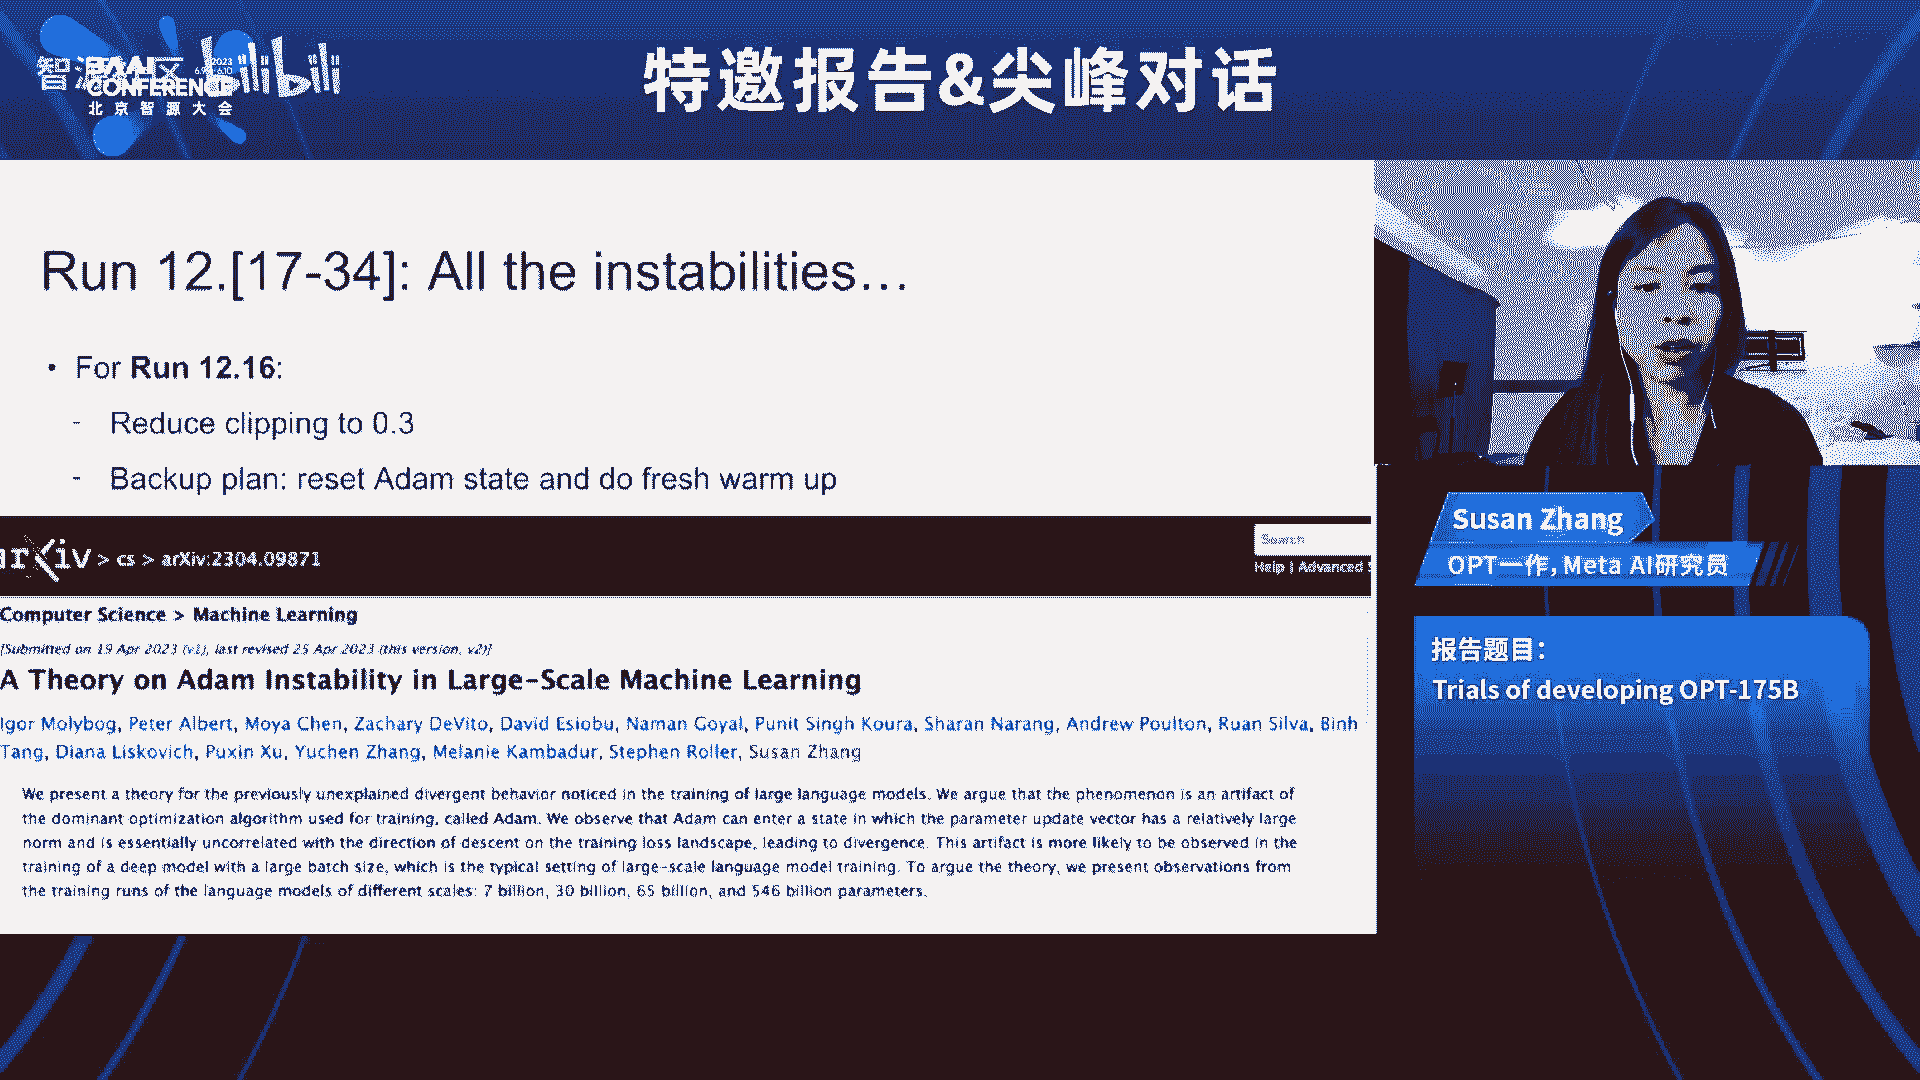 智 区 bilibili
BAAI 2023
CONFERENCE
北京智源大会
特邀报告&尖峰对话
Run 12.[17-34]: All the instabilities…
• For Run 12.16:
- Reduce clipping to 0.3
- Backup plan: reset Adam state and do fresh warm up
arXiv > cs > arXiv:2304.09871
Search
Help | Advanced
Computer Science > Machine Learning
[Submitted on 19 Apr 2023 (v1), last revised 25 Apr 2023 (this version, v2)]
A Theory on Adam Instability in Large-Scale Machine Learning
Igor Molybog, Peter Albert, Moya Chen, Zachary DeVito, David Esiobu, Naman Goyal, Punit Singh Koura, Sharan Narang, Andrew Poulton, Ruan Silva, Binh
Tang, Diana Liskovich, Puxin Xu, Yuchen Zhang, Melanie Kambadur, Stephen Roller, Susan Zhang
We present a theory for the previously unexplained divergent behavior noticed in the training of large language models. We argue that the phenomenon is an artifact of
the dominant optimization algorithm used for training, called Adam. We observe that Adam can enter a state in which the parameter update vector has a relatively large
norm and is essentially uncorrelated with the direction of descent on the training loss landscape, leading to divergence. This artifact is more likely to be observed in the
training of a deep model with a large batch size, which is the typical setting of large-scale language model training. To argue the theory, we present observations from
the training runs of the language models of different scales: 7 billion, 30 billion, 65 billion, and 546 billion parameters.
Susan Zhang
OPT一作, Meta AI研究员
报告题目：
Trials of developing OPT-175B